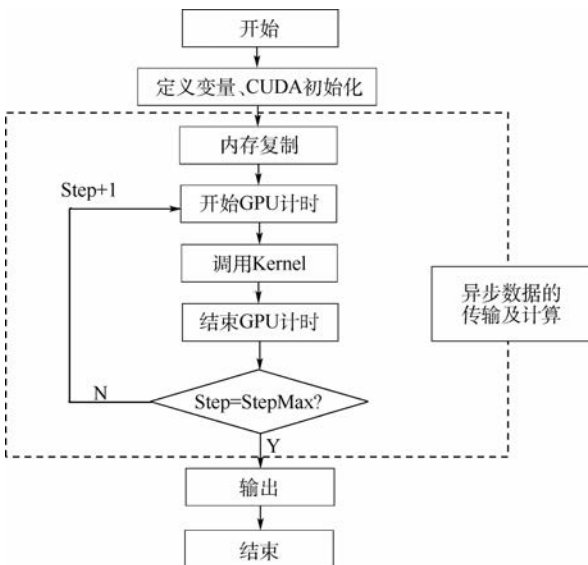 开始
定义变量、CUDA初始化
内存复制
Step+1
开始GPU计时
调用Kernel
结束GPU计时
异步数据的
传输及计算
N
Step=StepMax?
Y
输出
结束